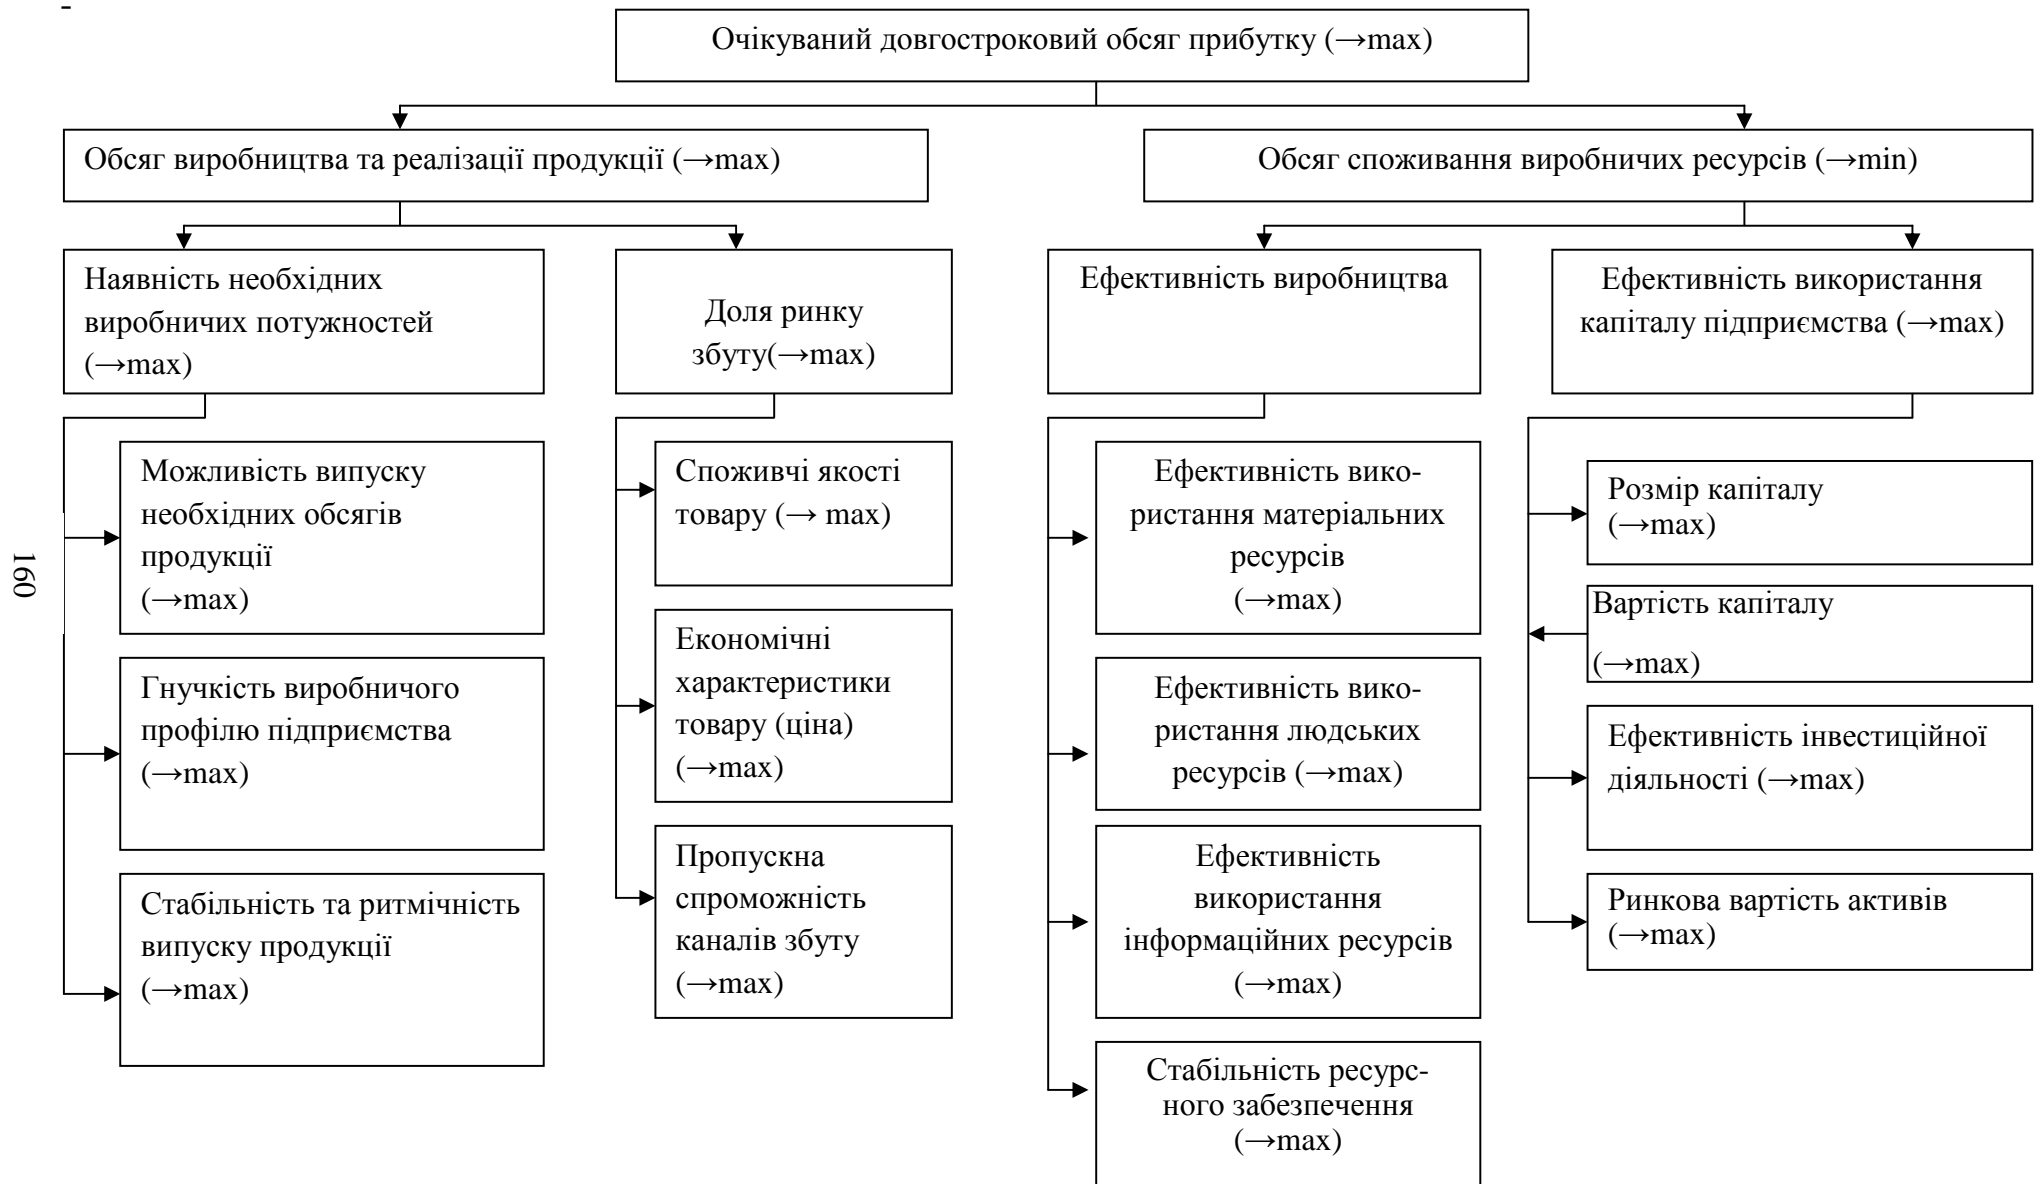 Очікуваний довгостроковий обсяг прибутку (→max)
Обсяг виробництва та реалізації продукції (→max)
Обсяг споживання виробничих ресурсів (→min)
Наявність необхідних
виробничих потужностей
(→max)
Доля ринку
збуту(→max)
Ефективність виробництва
Ефективність використання
капіталу підприємства (→max)
Можливість випуску
необхідних обсягів
продукції
(→max)
Гнучкість виробничого
профілю підприємства
(→max)
Стабільність та ритмічність
випуску продукції
(→max)
Споживчі якості
товару (→ max)
Економічні
характеристики
товару (ціна)
(→max)
Пропускна
спроможність
каналів збуту
(→max)
Ефективність вико-
ристання матеріальних
ресурсів
(→max)
Ефективність вико-
ристання людських
ресурсів (→max)
Ефективність
використання
інформаційних ресурсів
(→max)
Стабільність ресурс-
ного забезпечення
(→max)
Розмір капіталу
(→max)
Вартість капіталу
(→max)
Ефективність інвестиційної
діяльності (→max)
Ринкова вартість активів
(→max)
160